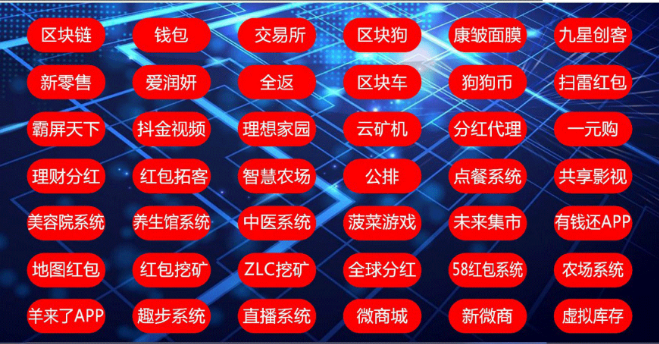 区块链 钱包 交易所 区块狗 康皱面膜 九星创客
新零售 爱润妍 全返 区块车 狗狗币 扫雷红包
霸屏天下 抖金视频 理想家园 云矿机 分红代理 一元购
理财分红 红包拓客 智慧农场 公排 点餐系统 共享影视
美容院系统 养生馆系统 中医系统 菠菜游戏 未来集市 有钱还APP
地图红包 红包挖矿 ZLC挖矿 全球分红 58红包系统 农场系统
羊来了APP 趣步系统 直播系统 微商城 新微商 虚拟库存